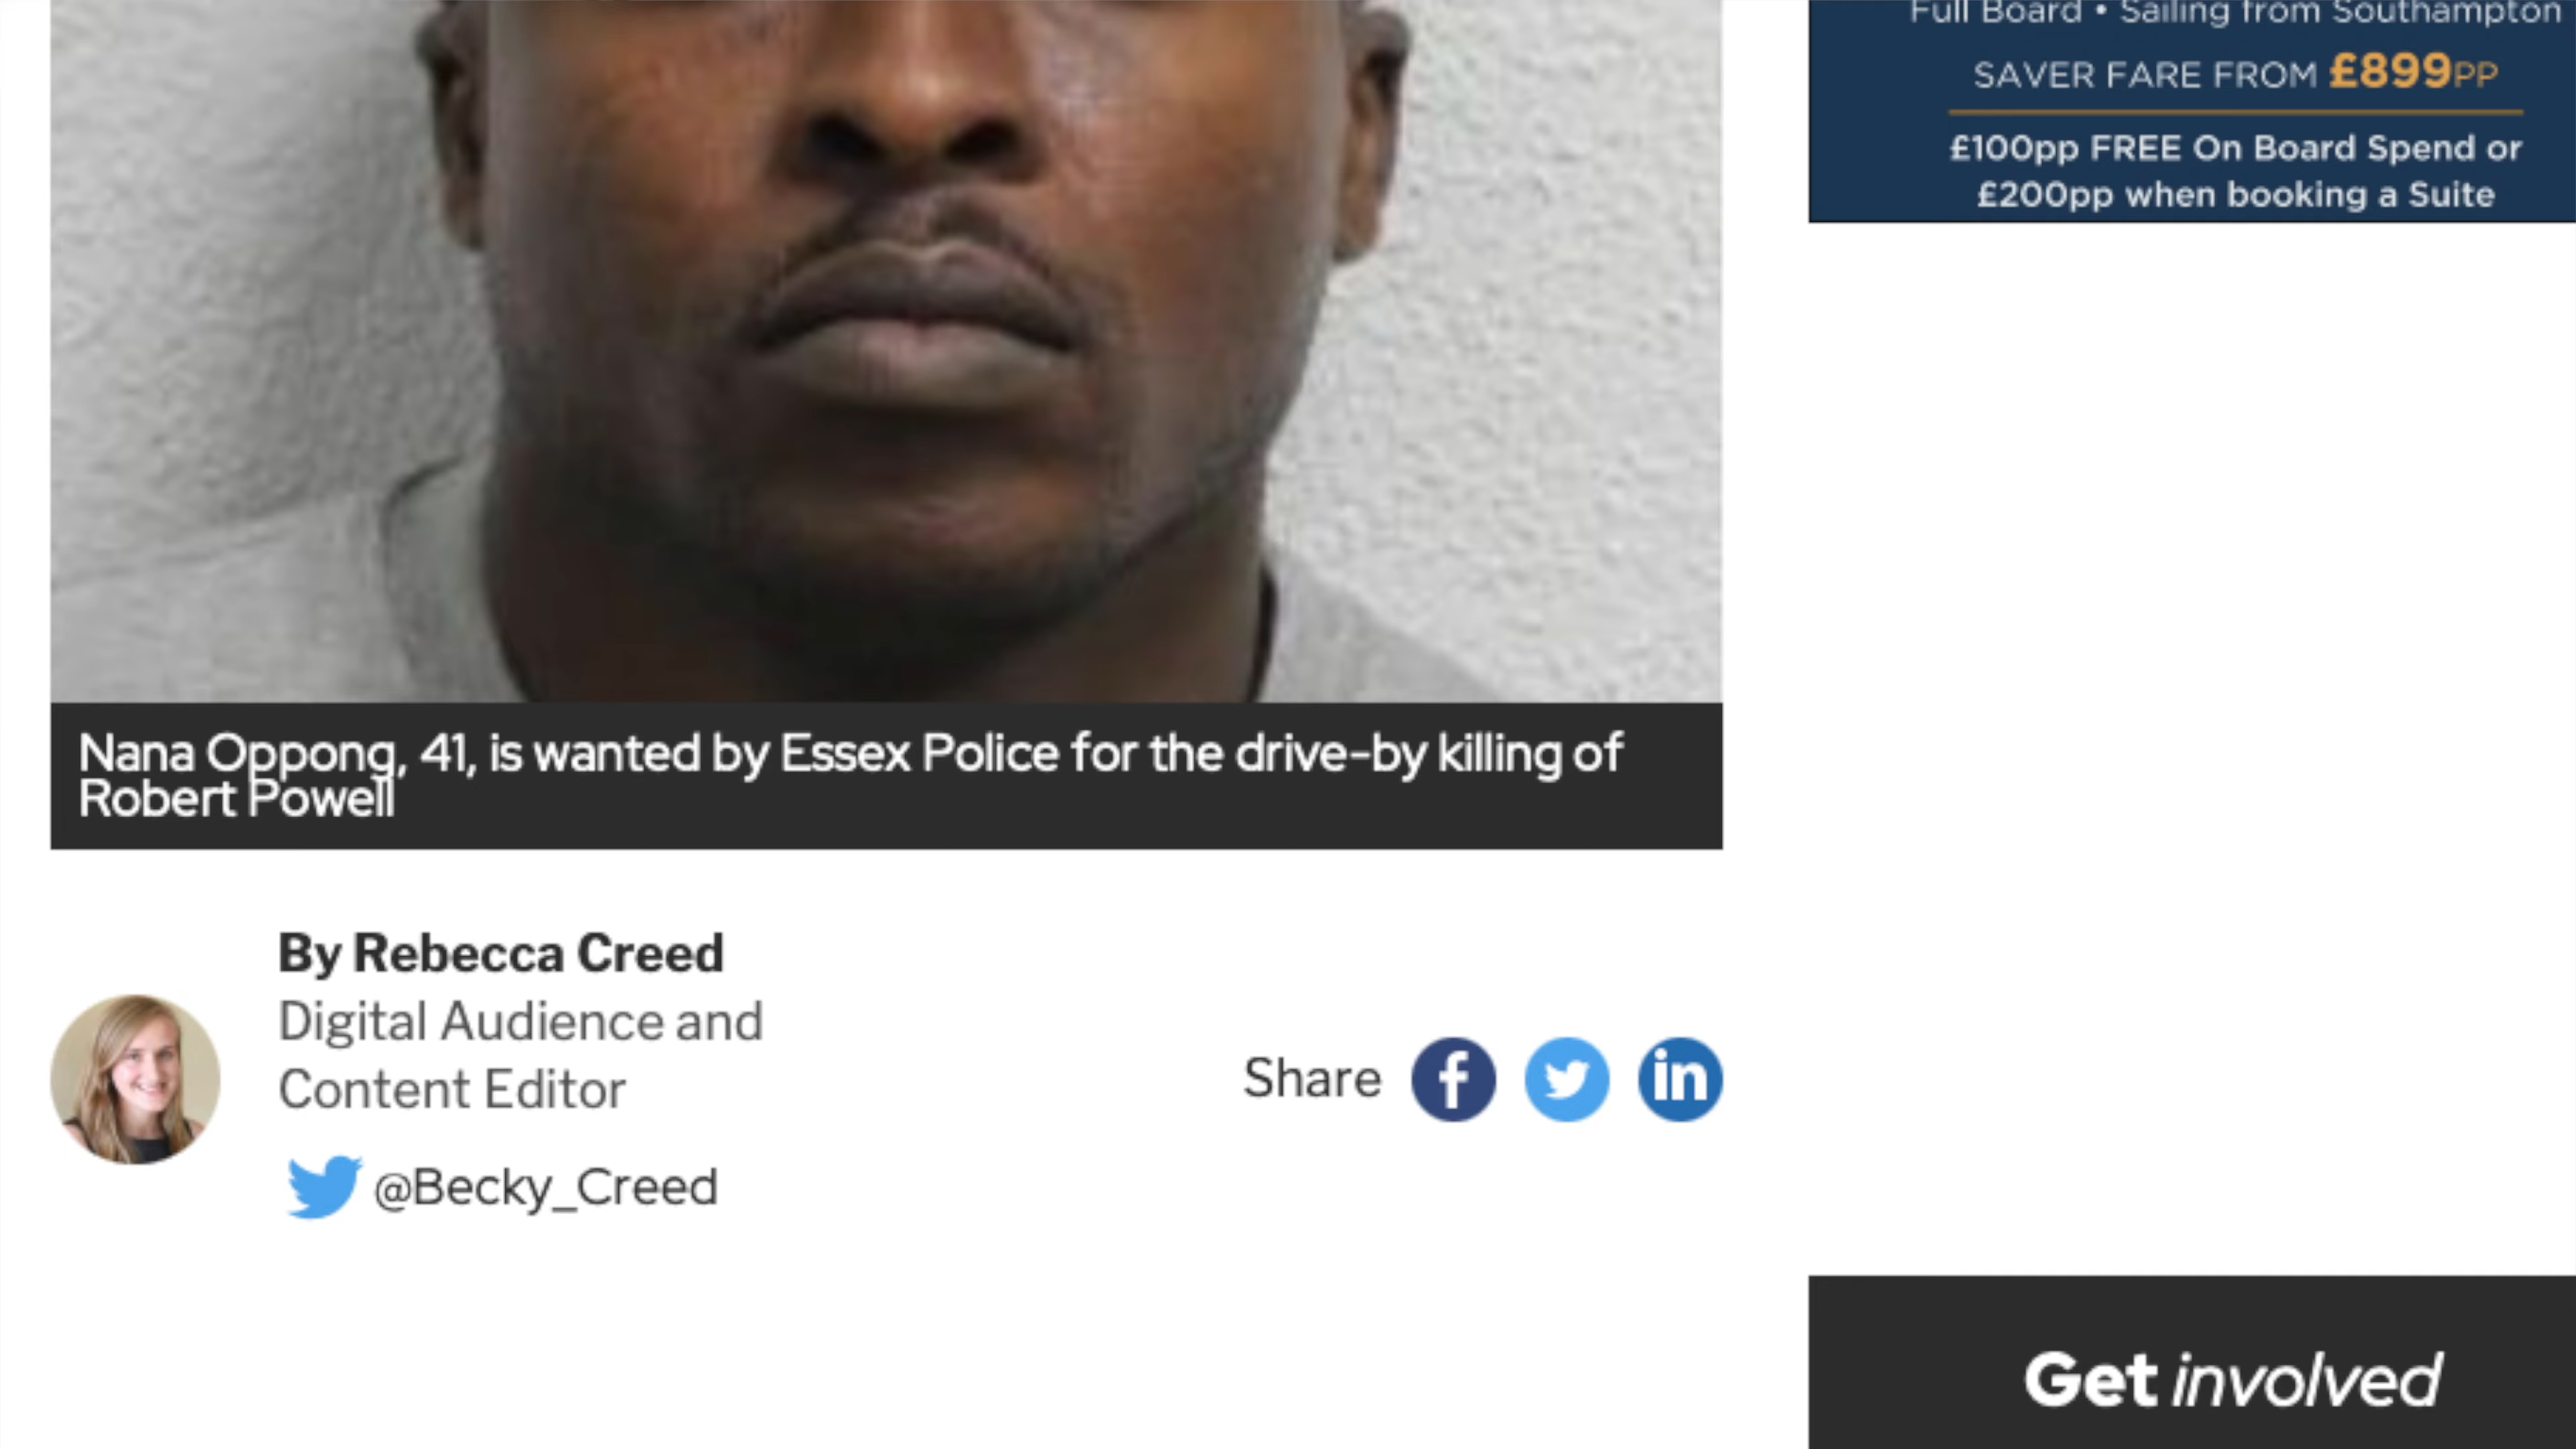 Full Board • Sailing from Southampton
SAVER FARE FROM £899PP
£100pp FREE On Board Spend or
£200pp when booking a Suite
Nana Oppong, 41, is wanted by Essex Police for the drive-by killing of
Robert Powell
By Rebecca Creed
Digital Audience and
Content Editor
@Becky_Creed
Share
f
in
Get involved